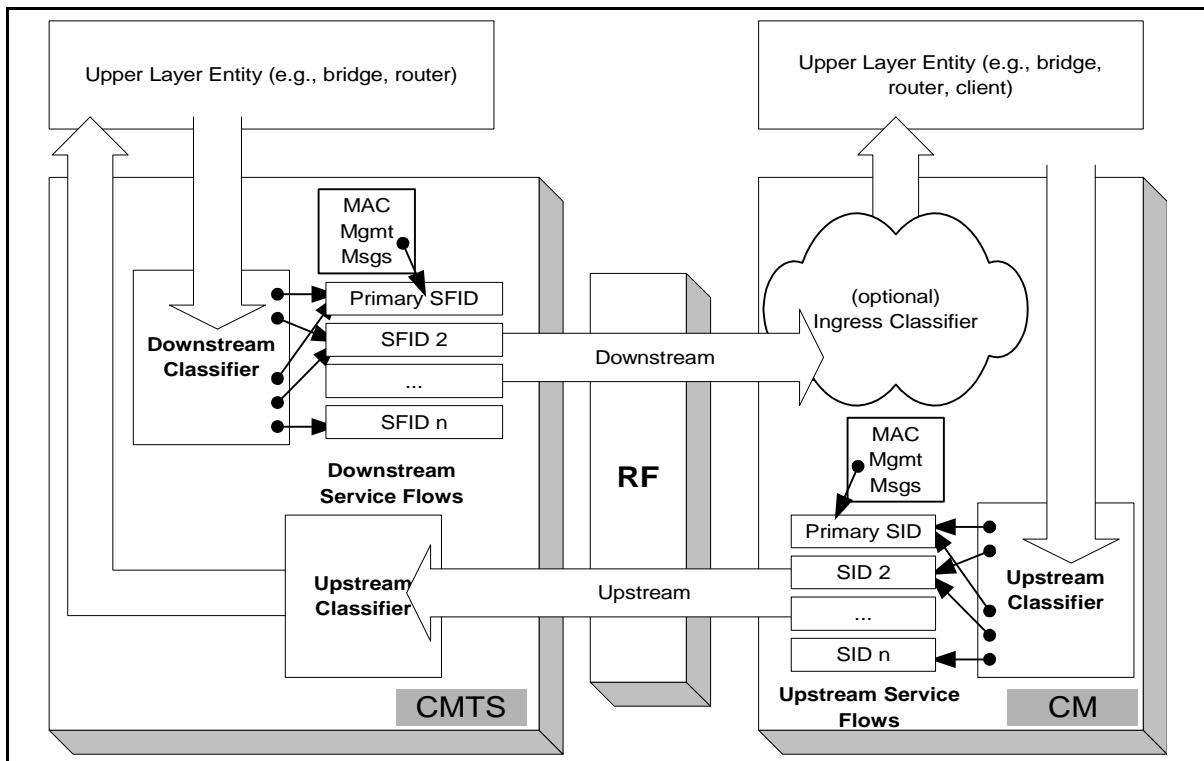 Upper Layer Entity (e.g., bridge, router)
Upper Layer Entity (e.g., bridge,
router, client)
MAC
Mgmt
Msgs
Primary SFID
SFID 2
...
SFID n
Downstream
Classifier
Downstream
Service Flows
Downstream
(optional)
Ingress Classifier
RF
MAC
Mgmt
Msgs
Primary SID
SID 2
...
SID n
Upstream
Classifier
Upstream Service
Flows
Upstream
Upstream
Classifier
CMTS
CM